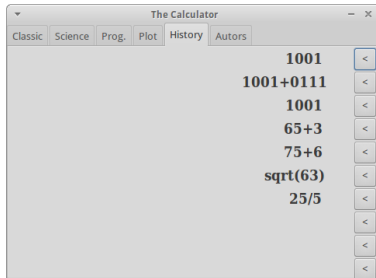 The Calculator
Classic Science Prog. Plot History Autors
1001 <
1001+0111 <
1001 <
65+3 <
75+6 <
sqrt(63) <
25/5 <
<
<